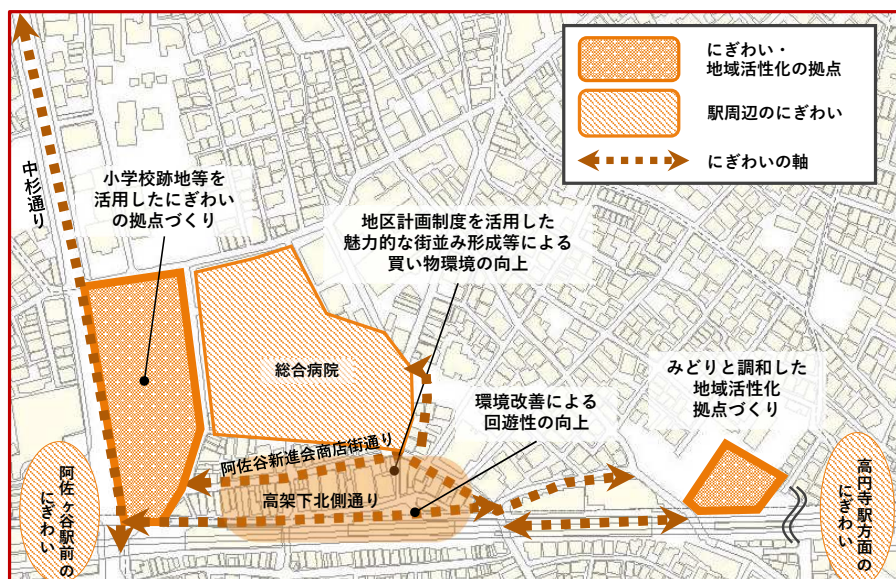 にぎわい・
地域活性化の拠点
駅周辺のにぎわい
にぎわいの軸
中杉通り
小学校跡地等を
活用したにぎわい
の拠点づくり
地区計画制度を活用した
魅力的な街並み形成等による
買い物環境の向上
総合病院
環境改善による
回遊性の向上
みどりと調和した
地域活性化
拠点づくり
阿佐谷新進会商店街通り
高架下北側通り
阿佐ヶ谷駅前の
にぎわい
高円寺駅方面の
にぎわい